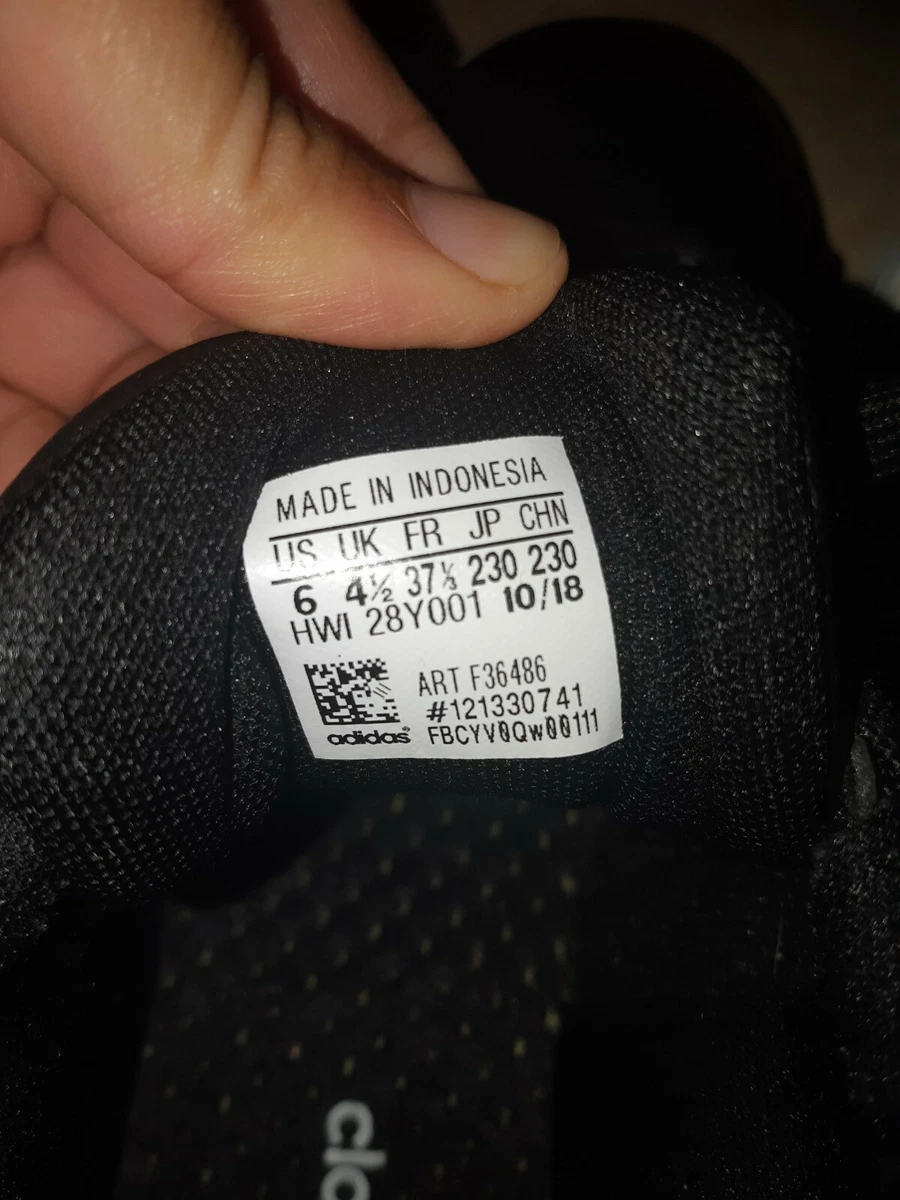 MADE IN INDONESIA
US UK FR JP CHN
6 4½ 37⅓ 230 230
HWI 28Y001 10/18
ART F36486
#121330741
adidas® FBCYV0Qw00111
clo